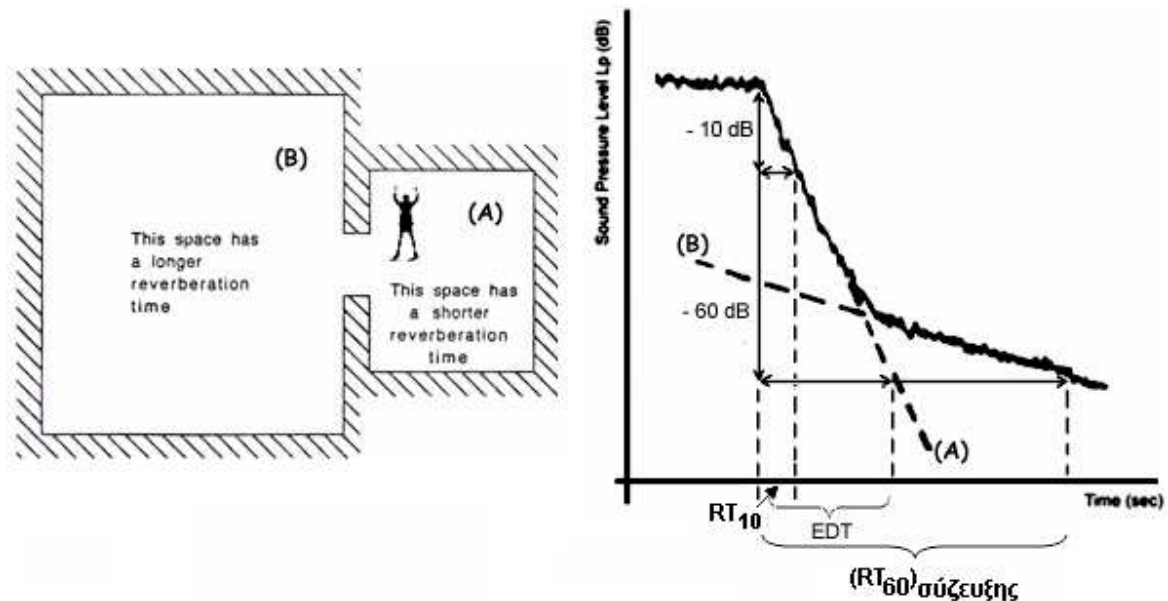 (B)
This space has
a longer
reverberation
time
(A)
This space has
a shorter
reverberation
time
Sound Pressure Level Lp (dB)
- 10 dB
(B)
- 60 dB
(A)
Time (sec)
RT10
EDT
(RT60)σύζευξης